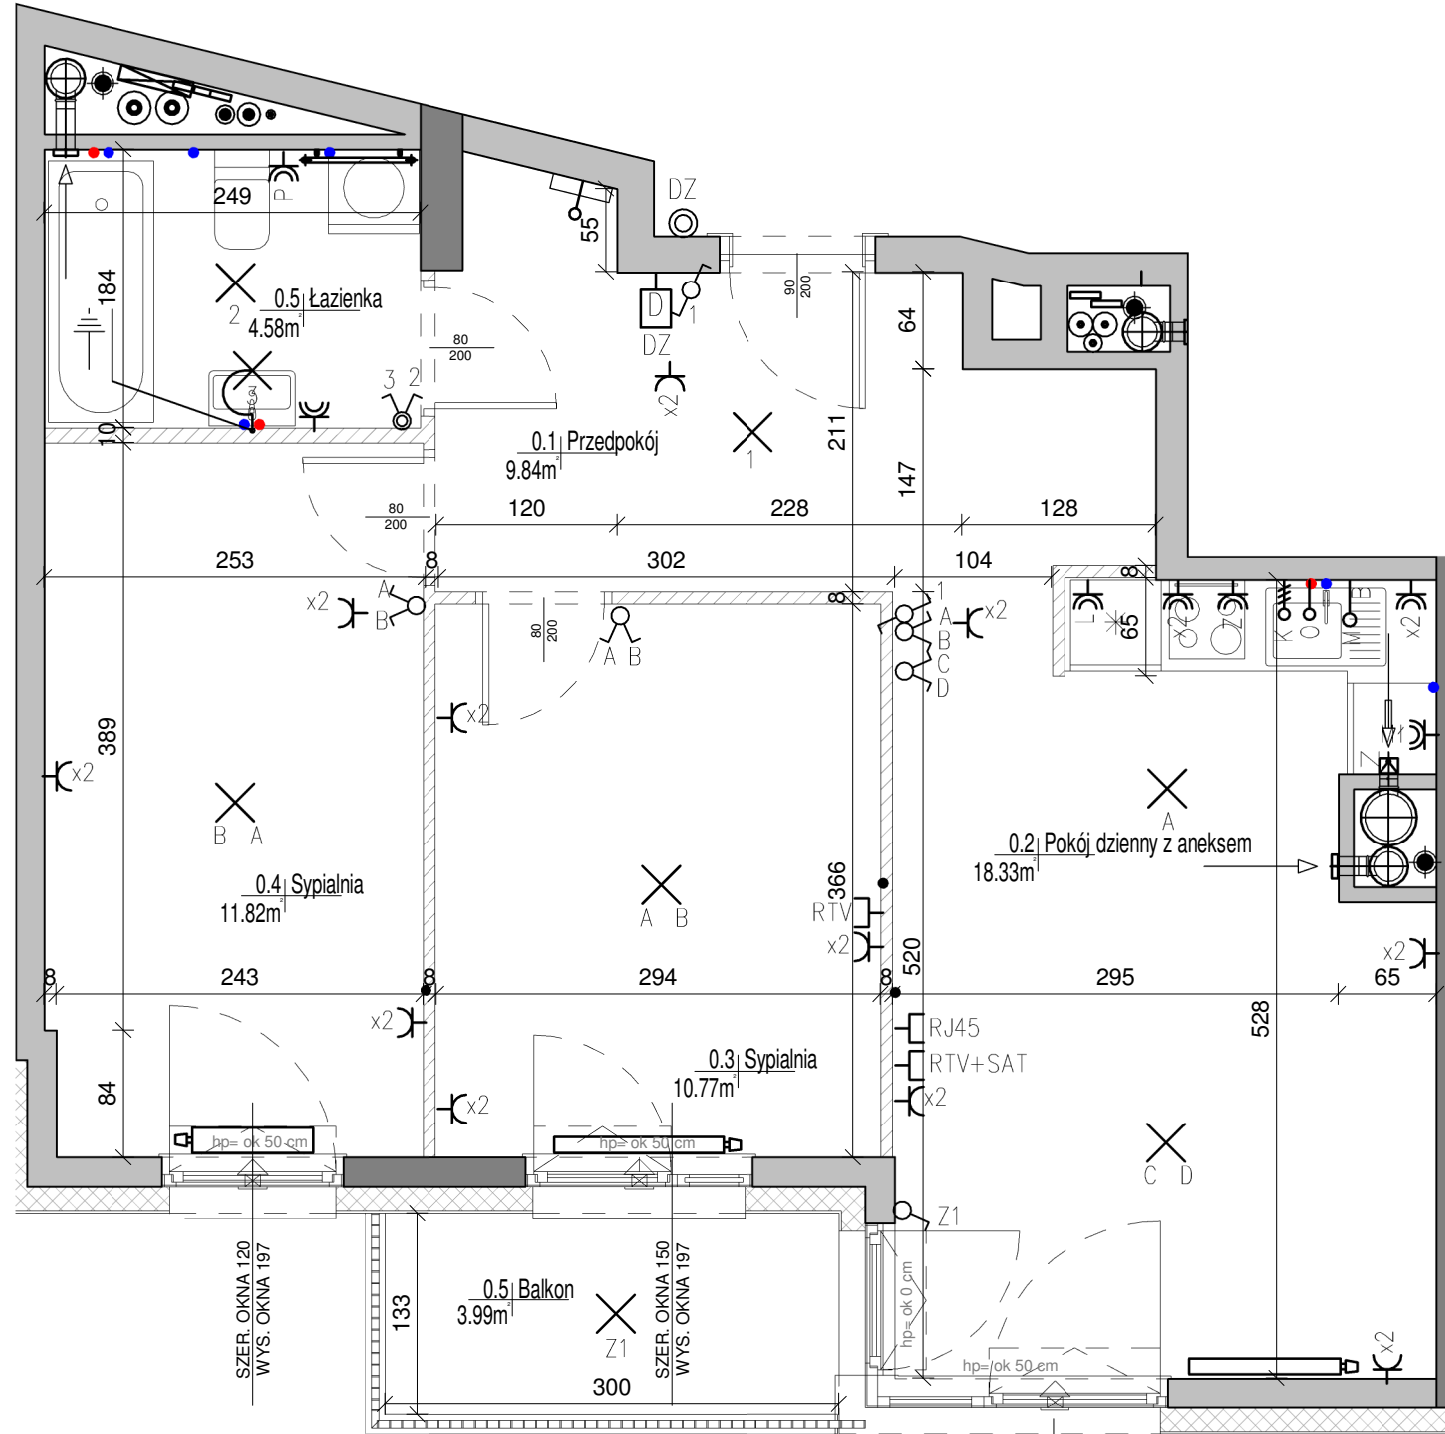 DZ
249
P
55
184
2
0.5 Łazienka
4.58m²
90
200
D
1
DZ
64
80
200
3 2
x2
10
0.1 Przedpokój
9.84m²
1
211
147
80
200
120
228
128
253
8
302
104
8
x2
A
B
8
80
200
A B
1
A
B
C
D
x2
L
65
x2
Z9
K
O
M
B
x2
x2
389
x2
B A
A
0.2 Pokój dzienny z aneksem
18.33m²
Z
0.4 Sypialnia
11.82m²
A B
366
RTV
x2
520
x2
8
243
8
294
8
295
65
x2
RJ45
528
0.3 Sypialnia
10.77m²
RTV+SAT
84
x2
x2
hp= ok 50 cm
hp= ok 50 cm
C D
Z1
SZER. OKNA 120
WYS. OKNA 197
133
0.5 Balkon
3.99m²
Z1
SZER. OKNA 150
WYS. OKNA 197
hp= ok 0 cm
hp= ok 50 cm
x2
300